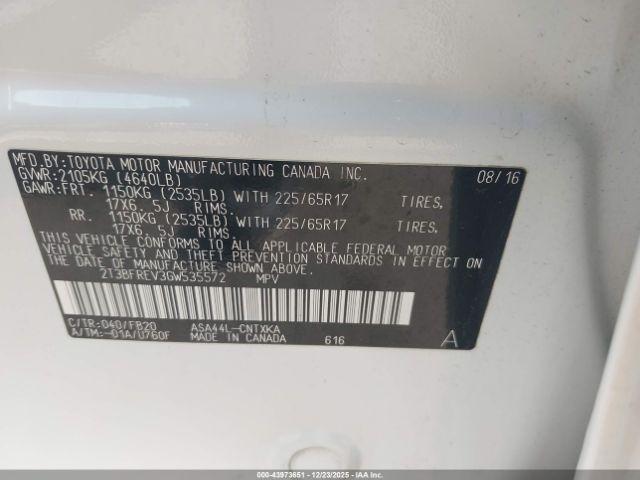 MFD.BY:TOYOTA MOTOR MANUFACTURING CANADA INC. 08/16
GVWR:2105KG (4640LB)
GAWR:FRT. 1150KG (2535LB) WITH 225/65R17 TIRES.
17X6. 5J RIMS.
RR. 1150KG (2535LB) WITH 225/65R17 TIRES.
17X6. 5J RIMS.
THIS VEHICLE CONFORMS TO ALL APPLICABLE FEDERAL MOTOR
VEHICLE SAFETY AND THEFT PREVENTION STANDARDS IN EFFECT ON
THE DATE OF MANUFACTURE SHOWN ABOVE.
2T3BFREV3GW535572 MPV
C/TR:040/FB20 ASA44L-CNTXKA
A/TM:-01A/U760F MADE IN CANADA 616 A
000-43973651 | 12/23/2025 - IAA Inc.